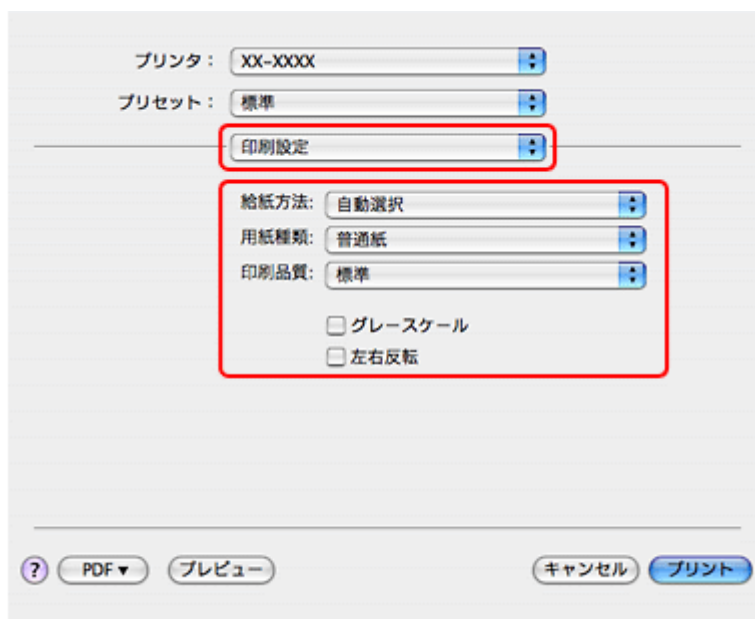 プリンタ： XX-XXXX
プリセット： 標準
印刷設定
給紙方法: 自動選択
用紙種類: 普通紙
印刷品質: 標準
グレースケール
左右反転
? PDF▼ プレビュー キャンセル プリント